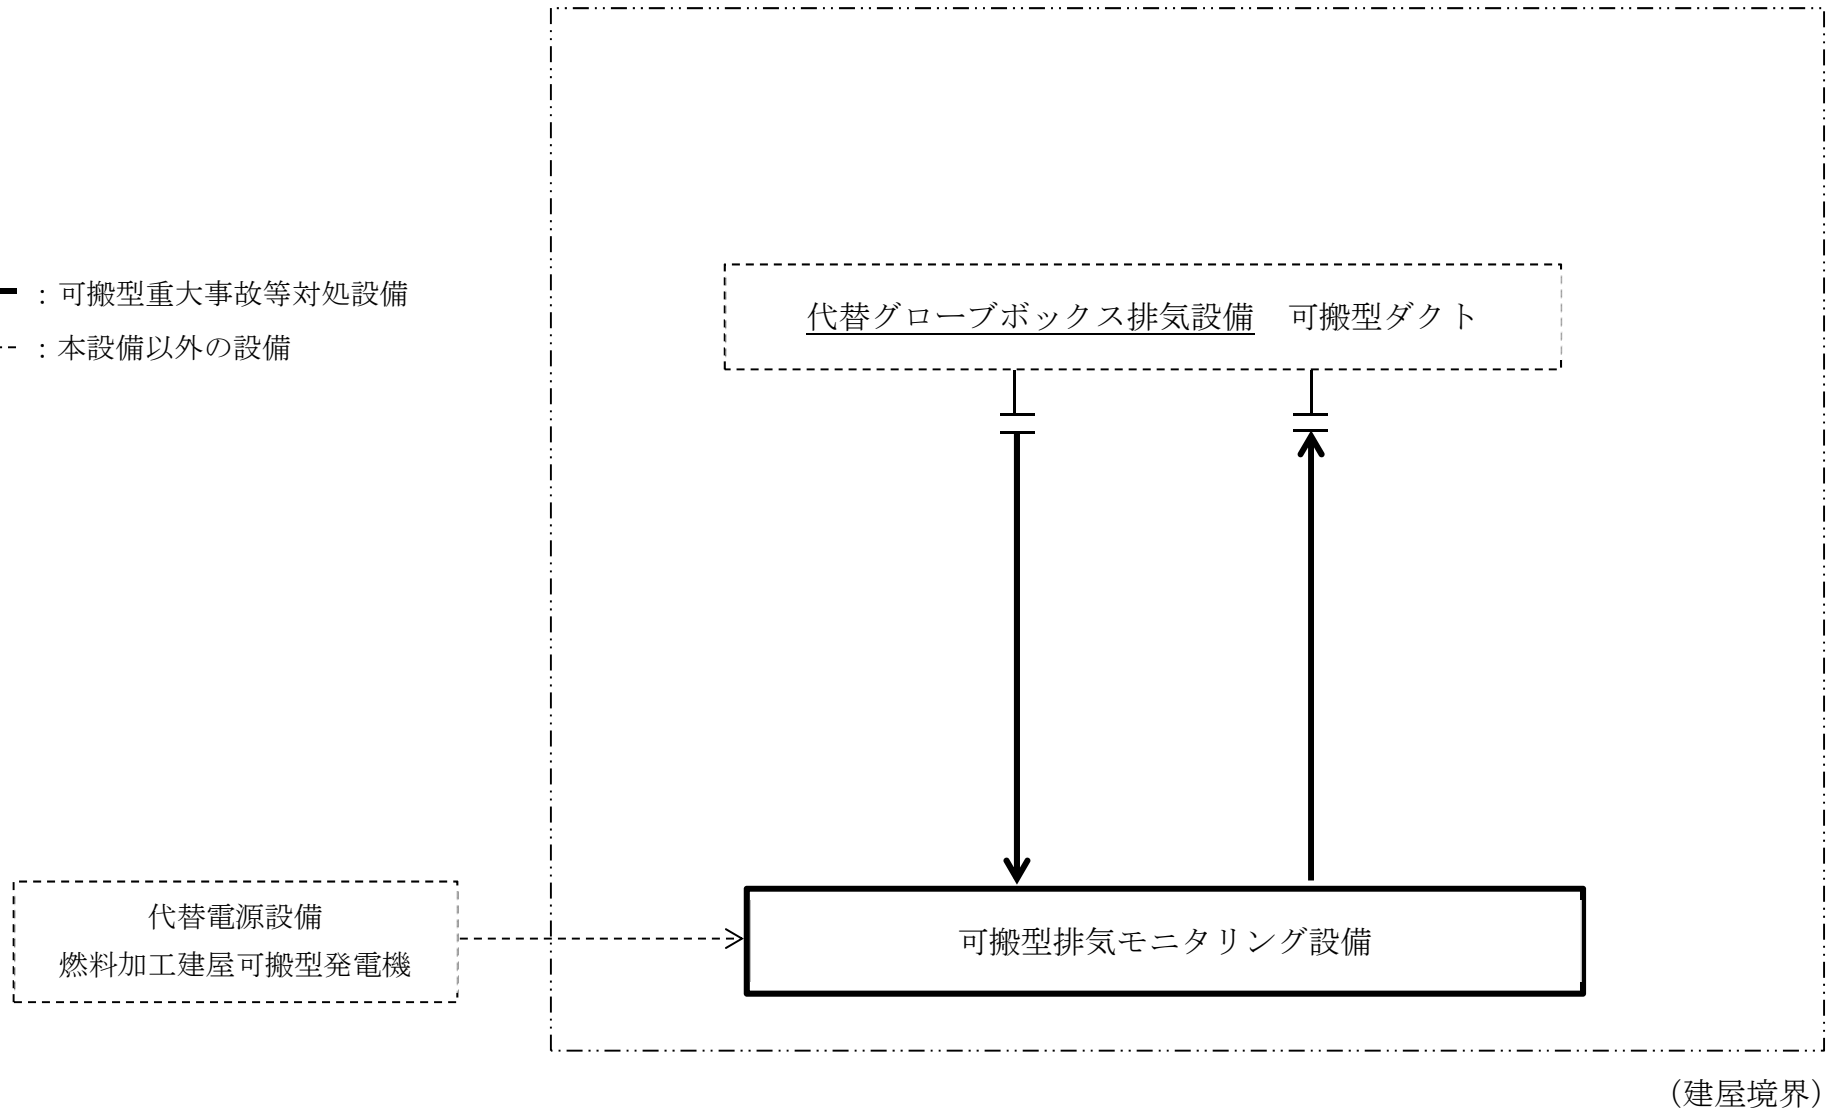 ：可搬型重大事故等対処設備
：本設備以外の設備
代替グローブボックス排気設備　可搬型ダクト
代替電源設備
燃料加工建屋可搬型発電機
可搬型排気モニタリング設備
（建屋境界）